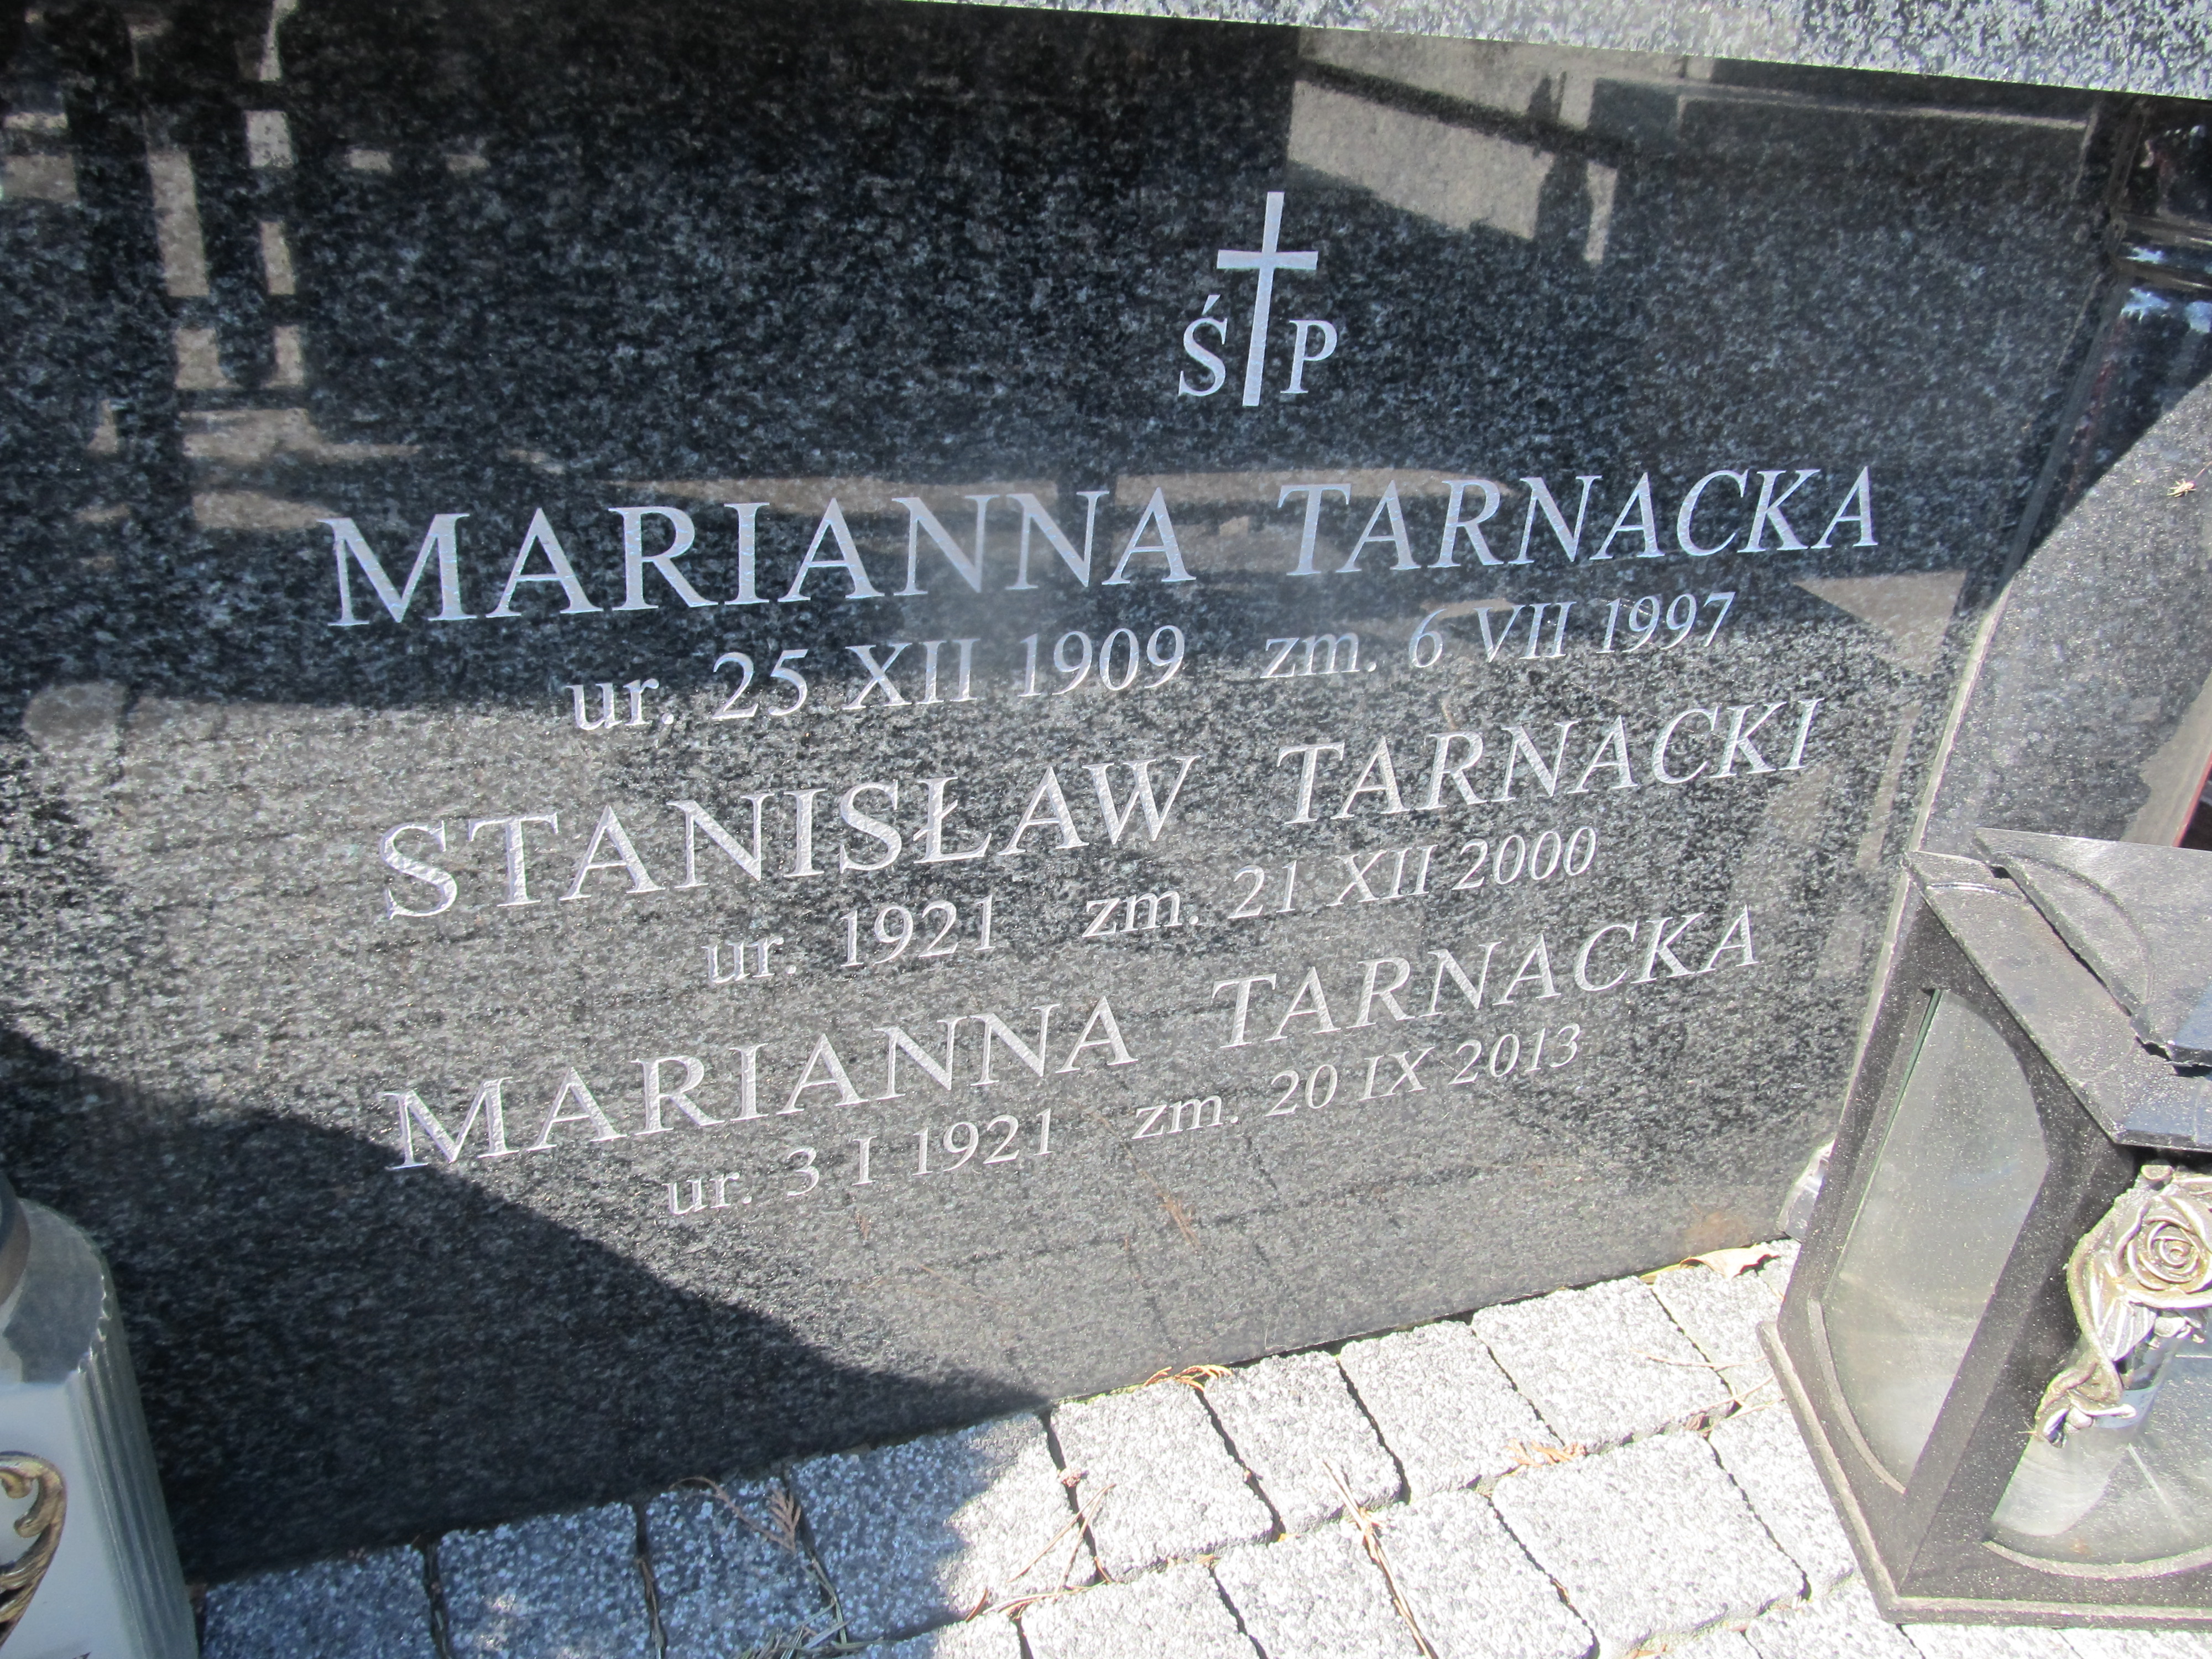 Ś P
MARIANNA TARNACKA
ur. 25 XII 1909 zm. 6 VII 1997
STANISŁAW TARNACKI
ur. 1921 zm. 21 XII 2000
MARIANNA TARNACKA
ur. 3 I 1921 zm. 20 IX 2013